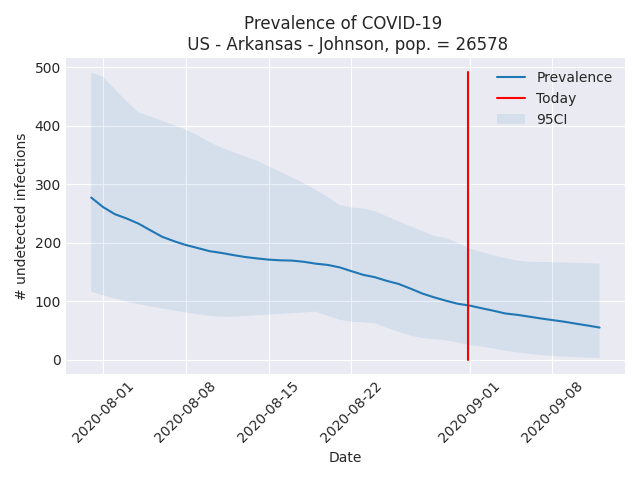 Prevalence of COVID-19
US - Arkansas - Johnson, pop. = 26578
500
400
300
200
100
0
# undetected infections
Prevalence
Today
95CI
2020-08-01
2020-08-08
2020-08-15
2020-08-22
2020-09-01
2020-09-08
Date